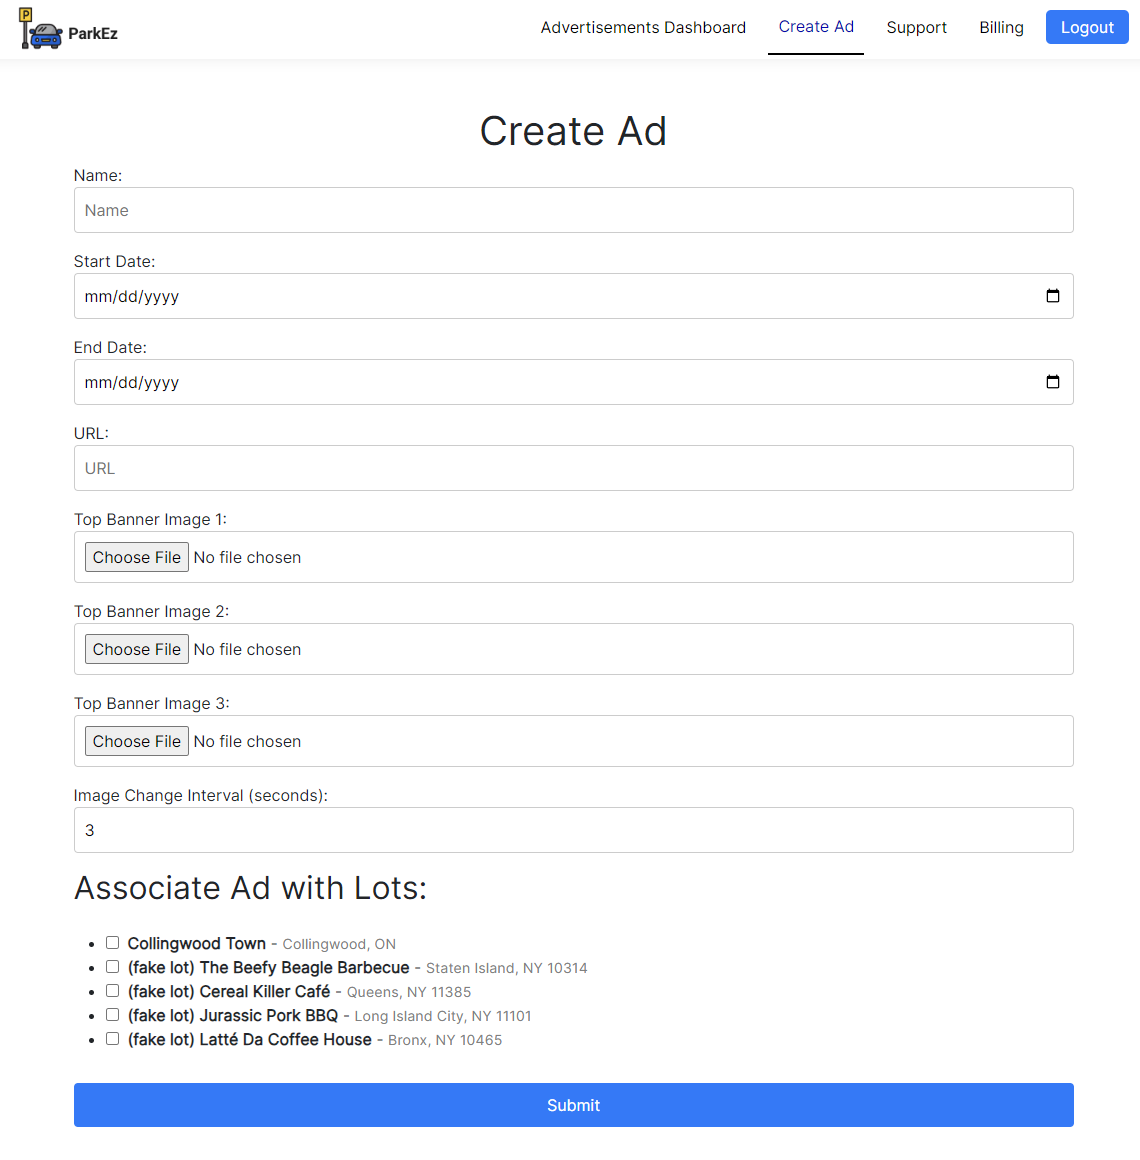 P ParkEz Advertisements Dashboard Create Ad Support Billing Logout
Create Ad
Name:
Name
Start Date:
mm/dd/yyyy
End Date:
mm/dd/yyyy
URL:
URL
Top Banner Image 1:
Choose File No file chosen
Top Banner Image 2:
Choose File No file chosen
Top Banner Image 3:
Choose File No file chosen
Image Change Interval (seconds):
3
Associate Ad with Lots:
Collingwood Town - Collingwood, ON
(fake lot) The Beefy Beagle Barbecue - Staten Island, NY 10314
(fake lot) Cereal Killer Café - Queens, NY 11385
(fake lot) Jurassic Pork BBQ - Long Island City, NY 11101
(fake lot) Latté Da Coffee House - Bronx, NY 10465
Submit